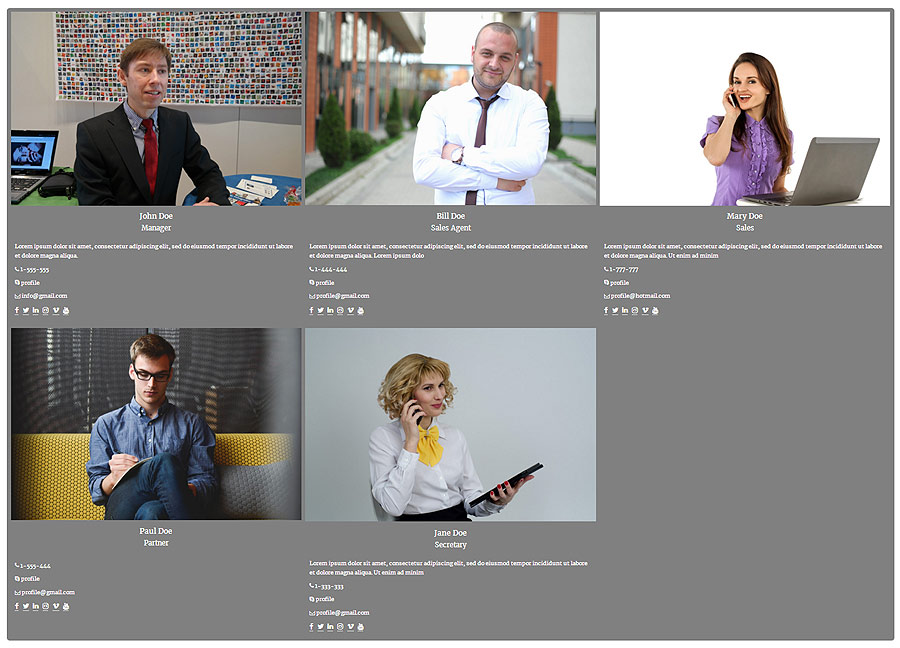 John Doe
Manager
Lorem ipsum dolor sit amet, consectetur adipiscing elit, sed do eiusmod tempor incididunt ut labore
et dolore magna aliqua.
1-555-555
profile
info@gmail.com
Bill Doe
Sales Agent
Lorem ipsum dolor sit amet, consectetur adipiscing elit, sed do eiusmod tempor incididunt ut labore
et dolore magna aliqua. Lorem ipsum dolo
1-444-444
profile
profile@gmail.com
Mary Doe
Sales
Lorem ipsum dolor sit amet, consectetur adipiscing elit, sed do eiusmod tempor incididunt ut labore
et dolore magna aliqua. Ut enim ad minim
1-777-777
profile
profile@hotmail.com
Paul Doe
Partner
1-555-444
profile
profile@gmail.com
Jane Doe
Secretary
Lorem ipsum dolor sit amet, consectetur adipiscing elit, sed do eiusmod tempor incididunt ut labore
et dolore magna aliqua. Ut enim ad minim
1-333-333
profile
profile@gmail.com